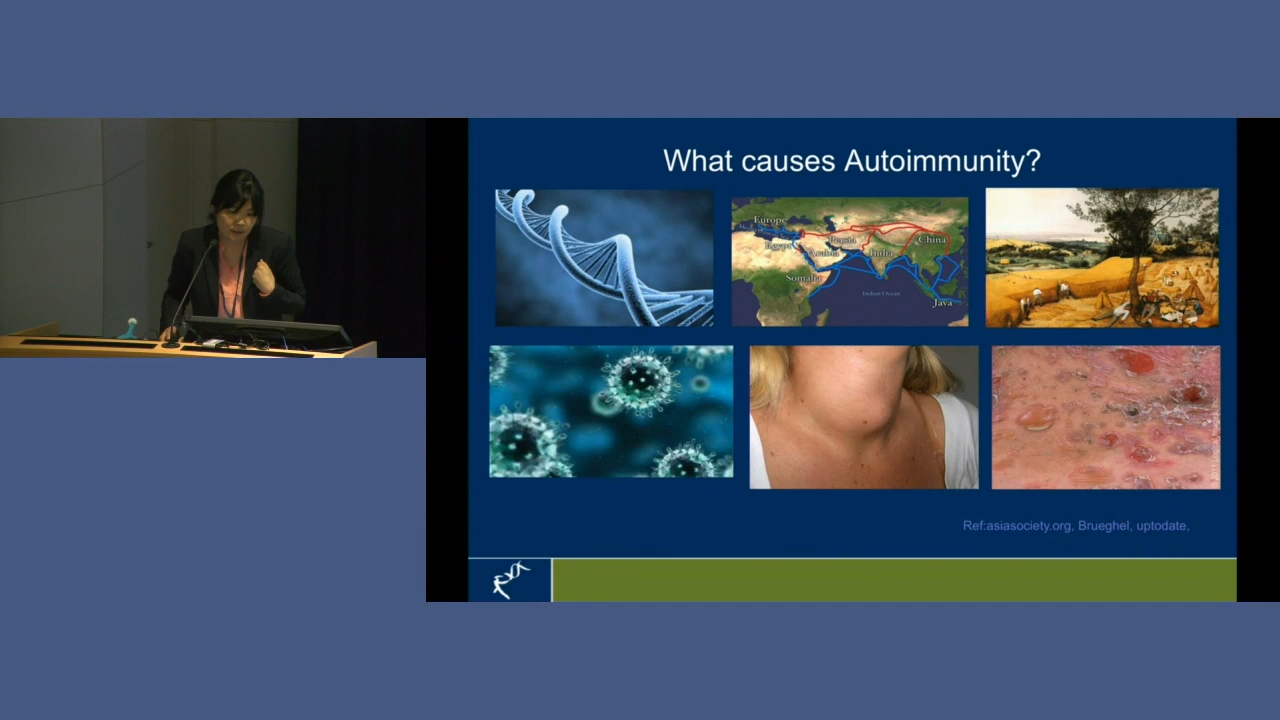 What causes Autoimmunity?
Europe
Egypt
Arabia
Persia
India
China
Somalia
Indian Ocean
Java
Ref:asiasociety.org, Brueghel, uptodate,